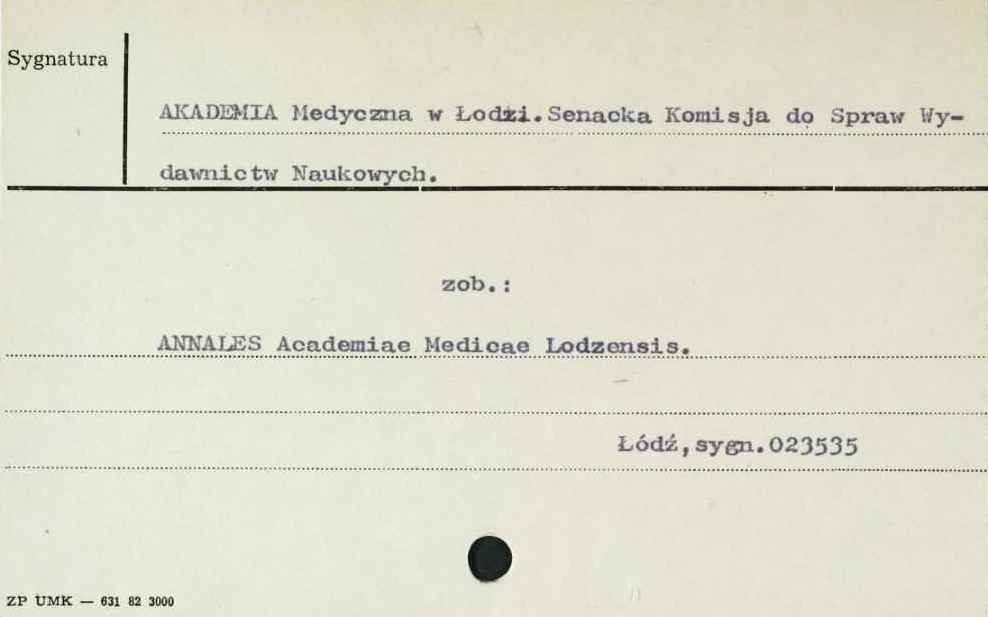 Sygnatura
AKADEMIA Medyczna w Łodzi.Senacka Komisja do Spraw Wy-
dawnictw Naukowych.
zob.:
ANNALES Academiae Medicae Lodzensis.
Łódź,sygn.023535
ZP UMK — 631 82 3000